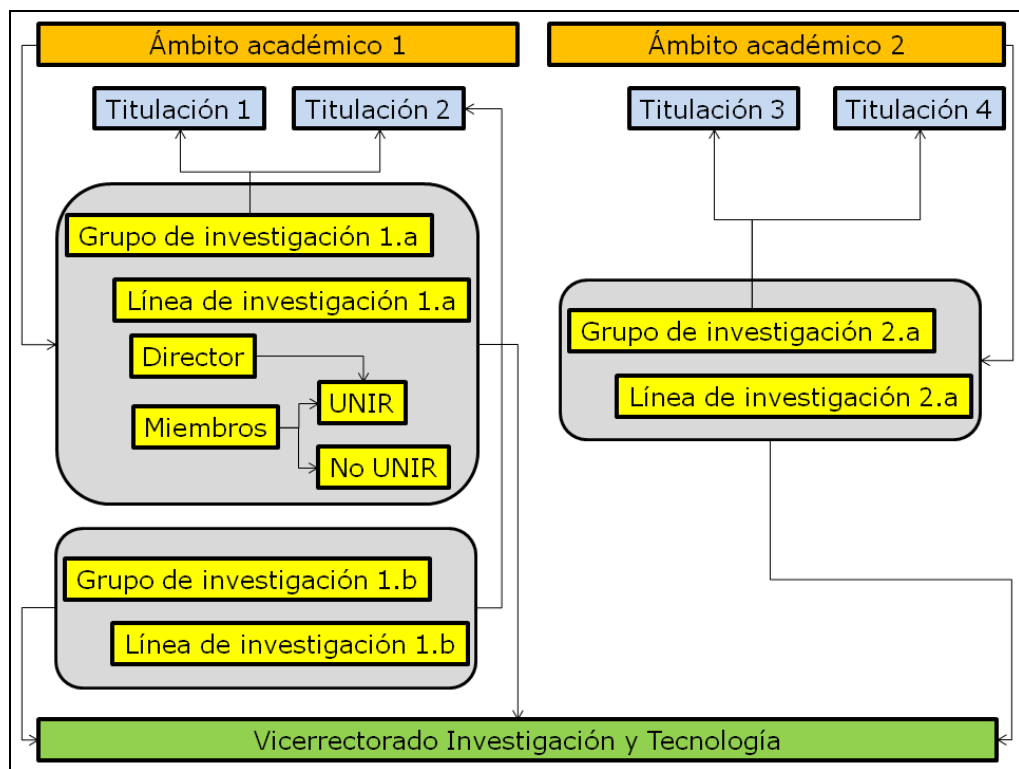 Ámbito académico 1
Ámbito académico 2
Titulación 1
Titulación 2
Titulación 3
Titulación 4
Grupo de investigación 1.a
Línea de investigación 1.a
Director
UNIR
Miembros
No UNIR
Grupo de investigación 2.a
Línea de investigación 2.a
Grupo de investigación 1.b
Línea de investigación 1.b
Vicerrectorado Investigación y Tecnología